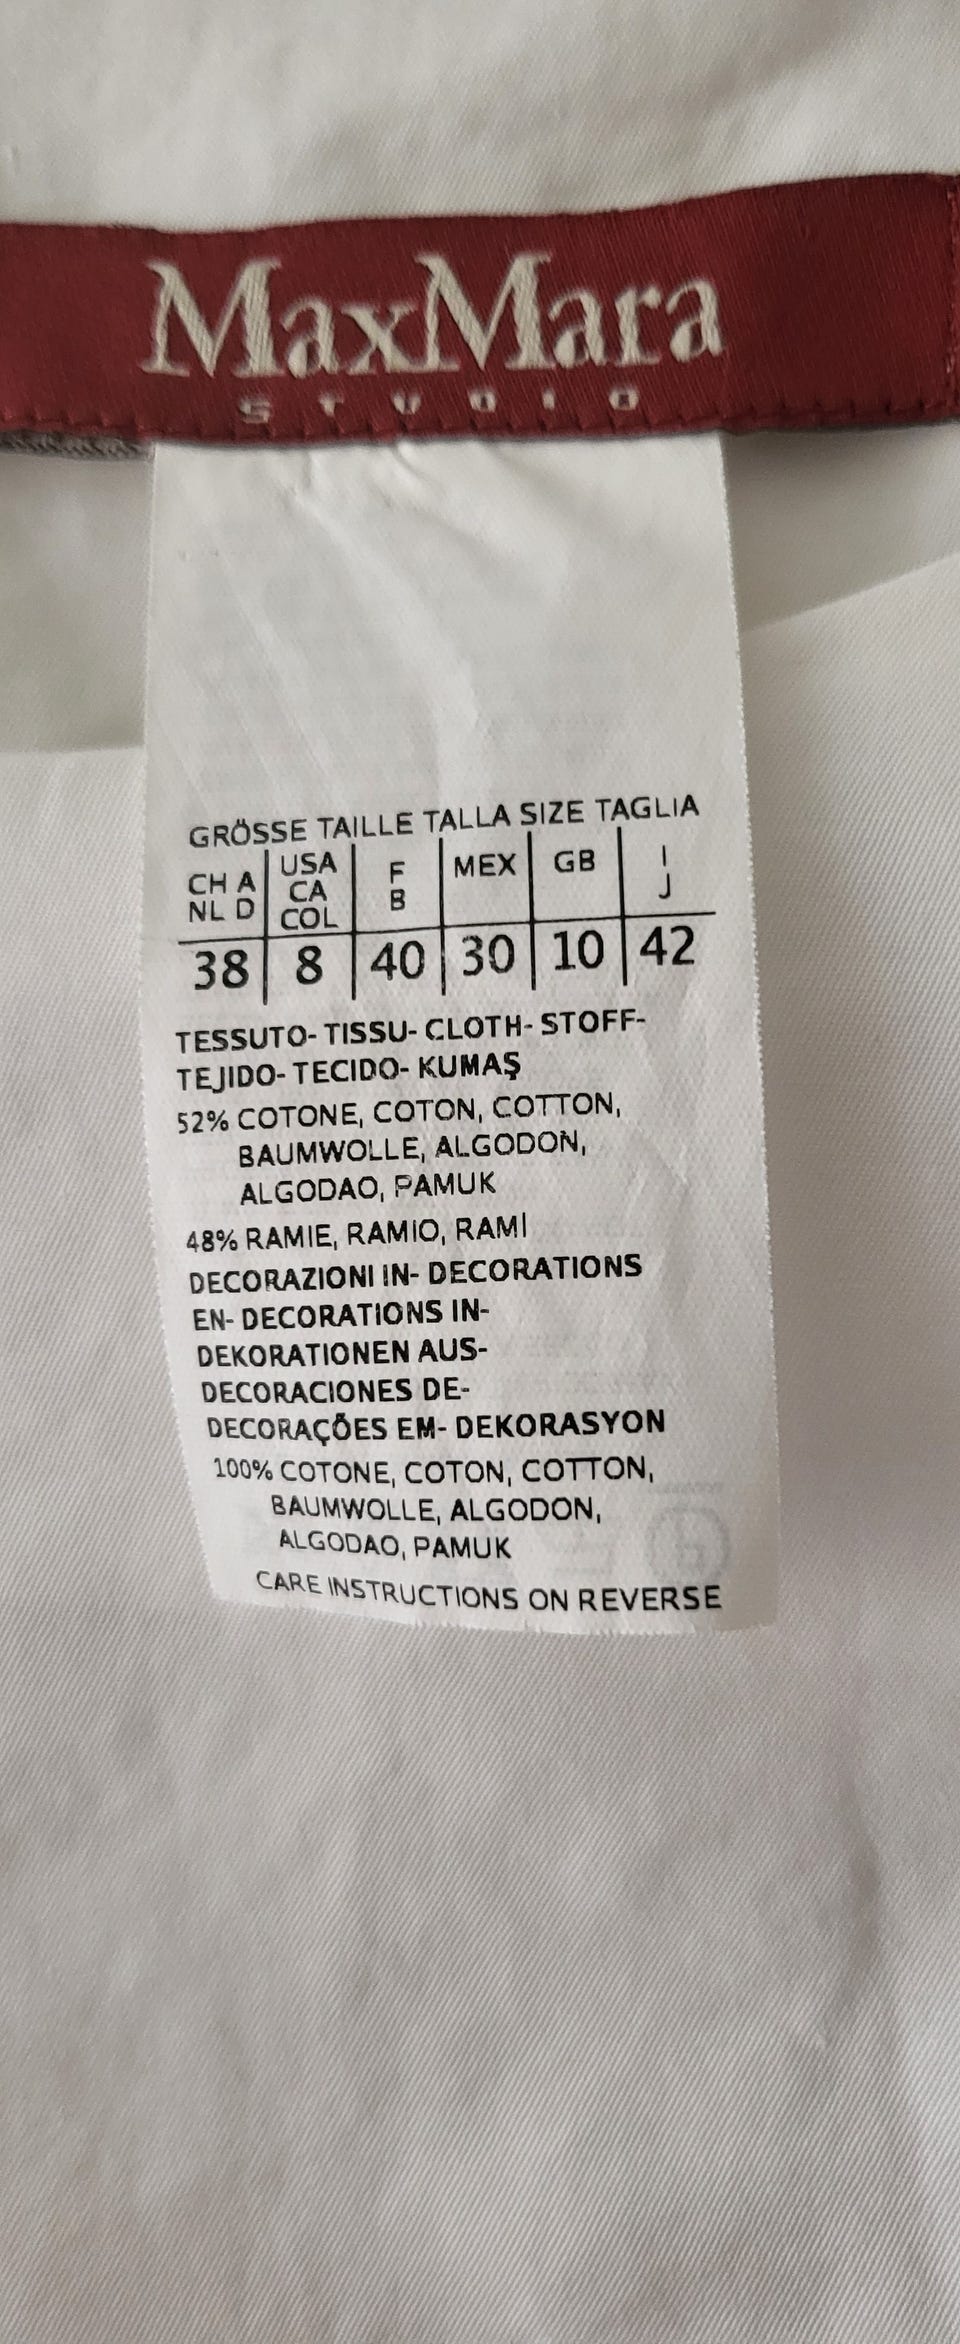 MaxMara
STUDIO
GRÖSSE TAILLE TALLA SIZE TAGLIA
CH A NL D | USA CA COL | F B | MEX | GB | I J
38 | 8 | 40 | 30 | 10 | 42
TESSUTO- TISSU- CLOTH- STOFF-
TEJIDO- TECIDO- KUMAŞ
52% COTONE, COTON, COTTON,
BAUMWOLLE, ALGODON,
ALGODAO, PAMUK
48% RAMIE, RAMIO, RAMI
DECORAZIONI IN- DECORATIONS
EN- DECORATIONS IN-
DEKORATIONEN AUS-
DECORACIONES DE-
DECORAÇÕES EM- DEKORASYON
100% COTONE, COTON, COTTON,
BAUMWOLLE, ALGODON,
ALGODAO, PAMUK
CARE INSTRUCTIONS ON REVERSE